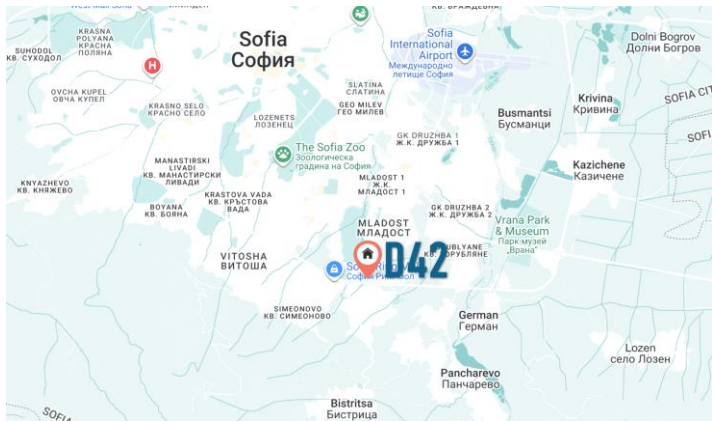 West Mall Sofia
KRASNA
POLYANA
КРАСНА
ПОЛЯНА
SUHODOL
КВ. СУХОДОЛ
Sofia
София
КВ. ВРАЖДЕБНА
Sofia
International
Airport
Международно
летище София
Dolni Bogrov
Долни Богров
OVCHA KUPEL
ОВЧА КУПЕЛ
H
KRASNO SELO
КРАСНО СЕЛО
LOZENETS
ЛОЗЕНЕЦ
SLATINA
СЛАТИНА
GEO MILEV
ГЕО МИЛЕВ
Krivina
Кривина
SOFIA CIT
SOFI
Busmantsi
Бусманци
GK DRUZHBA 1
Ж.К. ДРУЖБА 1
The Sofia Zoo
Зоологическа
градина на София
MANASTIRSKI
LIVADI
КВ. МАНАСТИРСКИ
ЛИВАДИ
Kazichene
Казичене
KNYAZHEVO
КВ. КНЯЖЕВО
MLADOST 1
Ж.К.
МЛАДОСТ 1
KRASTOVA VADA
КВ. КРЪСТОВА
ВАДА
BOYANA
КВ. БОЯНА
GK DRUZHBA 2
Ж.К. ДРУЖБА 2
Vrana Park
& Museum
Парк музей
„Врана“
MLADOST
МЛАДОСТ
D42
VITOSHA
ВИТОША
SIMEONOVO
КВ. СИМЕОНОВО
German
Герман
Lozen
село Лозен
Pancharevo
Панчарево
Bistritsa
Бистрица
SOFIA